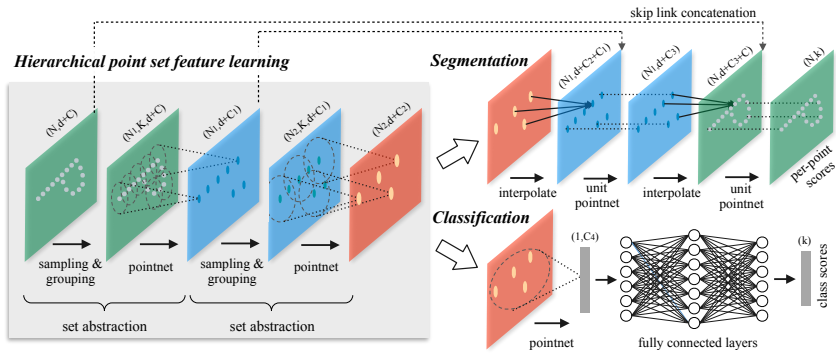 skip link concatenation
Hierarchical point set feature learning
Segmentation
(N,d+C)
(N1,K,d+C)
(N1,d+C1)
(N2,K,d+C1)
(N2,d+C2)
(N1,d+C2+C1)
(N1,d+C3)
(N,d+C3+C)
(N,k)
per-point
scores
interpolate
unit
pointnet
interpolate
unit
pointnet
Classification
sampling &
grouping
pointnet
sampling &
grouping
pointnet
set abstraction
set abstraction
(1,C4)
(k)
class scores
pointnet
fully connected layers